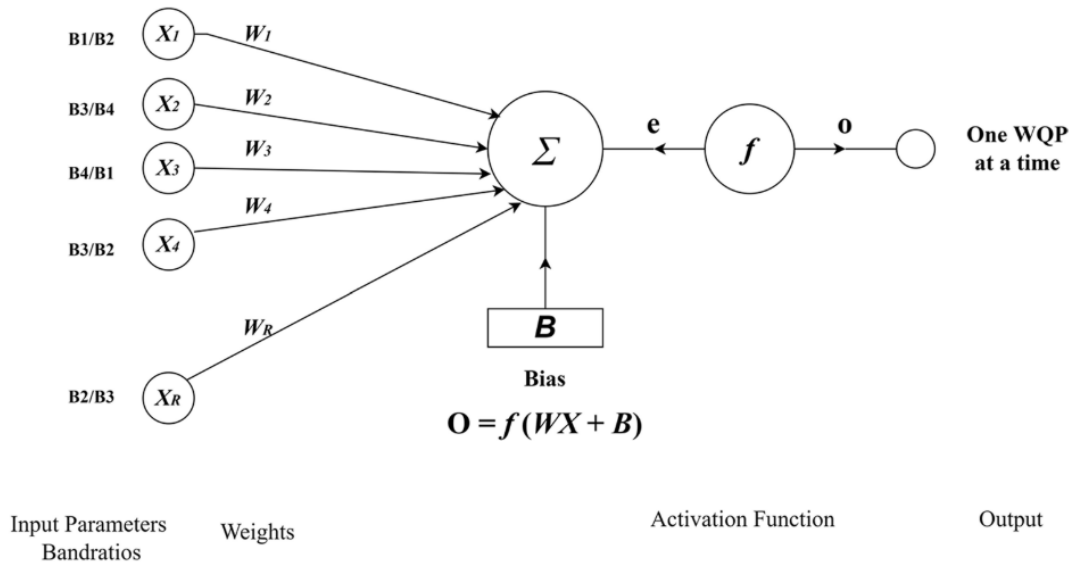 B1/B2
X1
W1
B3/B4
X2
W2
B4/B1
X3
W3
B3/B2
X4
W4
B2/B3
XR
WR
Σ
e
f
o
One WQP
at a time
B
Bias
O = f (WX + B)
Input Parameters
Bandratios
Weights
Activation Function
Output